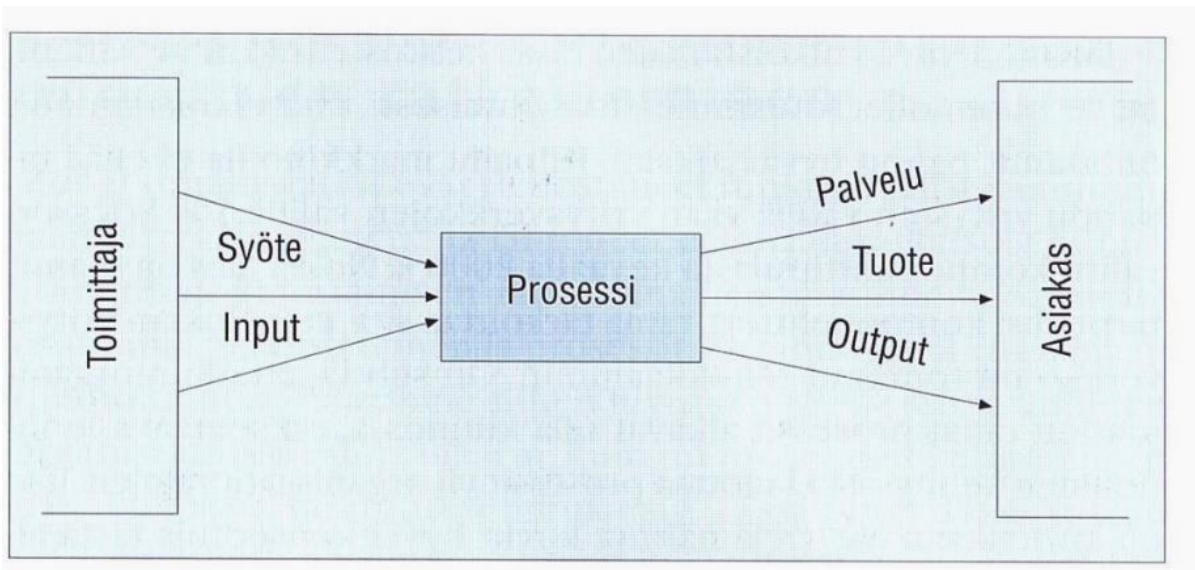 Toimittaja
Syöte
Input
Prosessi
Palvelu
Tuote
Output
Asiakas